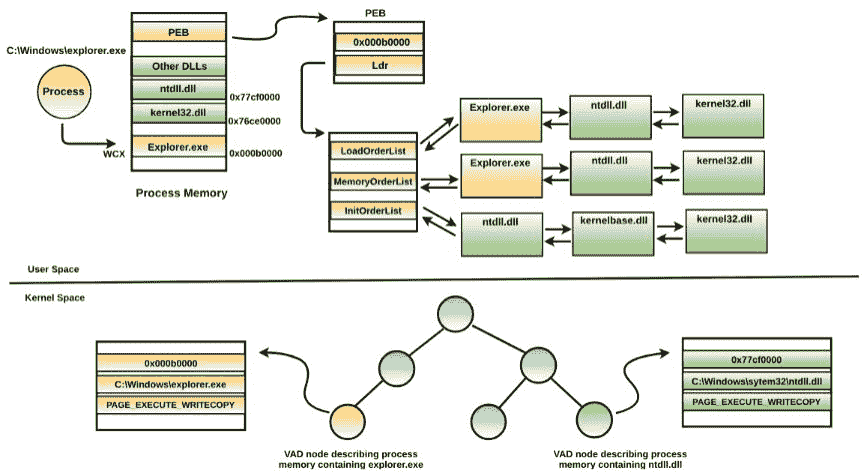 PEB
PEB
0x000b0000
Ldr
C:\Windows\explorer.exe
Process
Other DLLs
ntdll.dll
0x77cf0000
kernel32.dll
0x76ce0000
WCX
Explorer.exe
0x000b0000
Process Memory
LoadOrderList
MemoryOrderList
InitOrderList
Explorer.exe
ntdll.dll
kernel32.dll
Explorer.exe
ntdll.dll
kernel32.dll
ntdll.dll
kernelbase.dll
kernel32.dll
User Space
Kernel Space
0x000b0000
C:\Windows\explorer.exe
PAGE_EXECUTE_WRITECOPY
0x77cf0000
C:\Windows\sytem32\ntdll.dll
PAGE_EXECUTE_WRITECOPY
VAD node describing process
memory containing explorer.exe
VAD node describing process
memory containing ntdll.dll